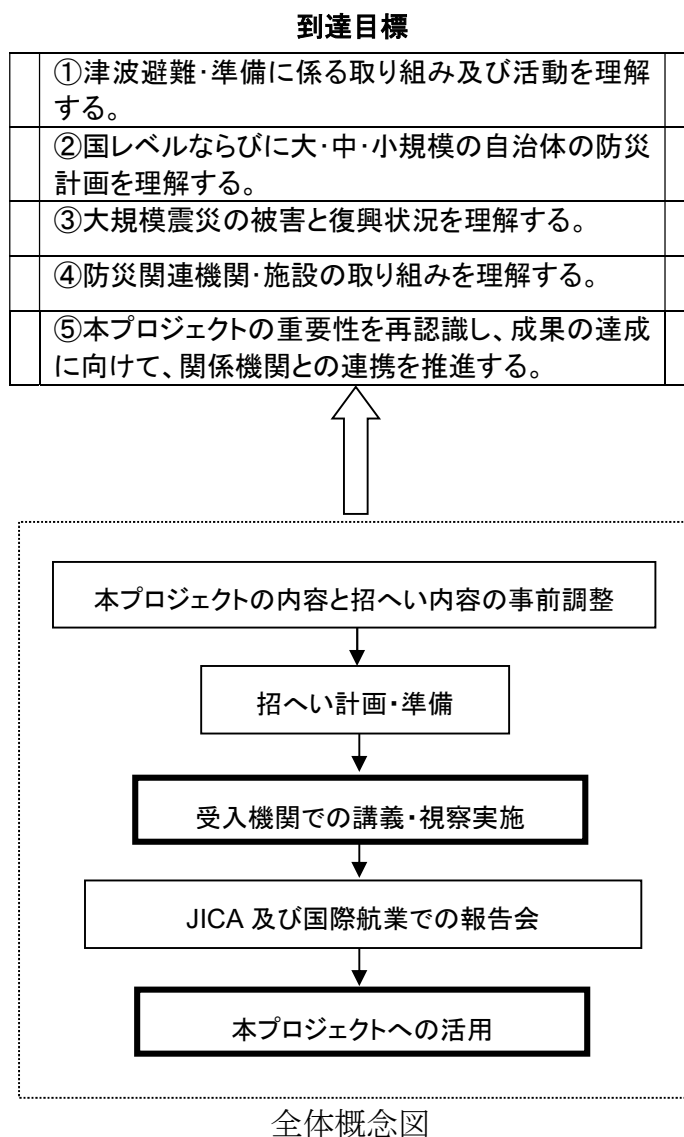 到達目標
①津波避難・準備に係る取り組み及び活動を理解
する。
②国レベルならびに大・中・小規模の自治体の防災
計画を理解する。
③大規模震災の被害と復興状況を理解する。
④防災関連機関・施設の取り組みを理解する。
⑤本プロジェクトの重要性を再認識し、成果の達成
に向けて、関係機関との連携を推進する。
本プロジェクトの内容と招へい内容の事前調整
招へい計画・準備
受入機関での講義・視察実施
JICA 及び国際航業での報告会
本プロジェクトへの活用
全体概念図